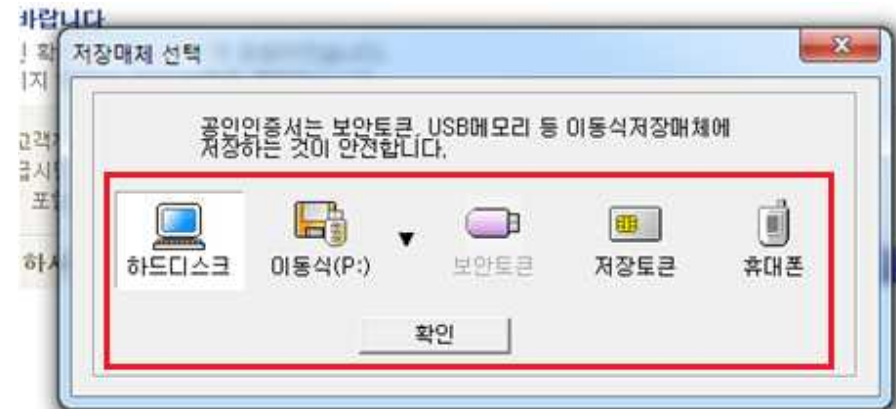 바랍니다
저장매체 선택
공인인증서는 보안토큰, USB메모리 등 이동식저장매체에
저장하는 것이 안전합니다.
하드디스크 이동식(P:) 보안토큰 저장토큰 휴대폰
확인